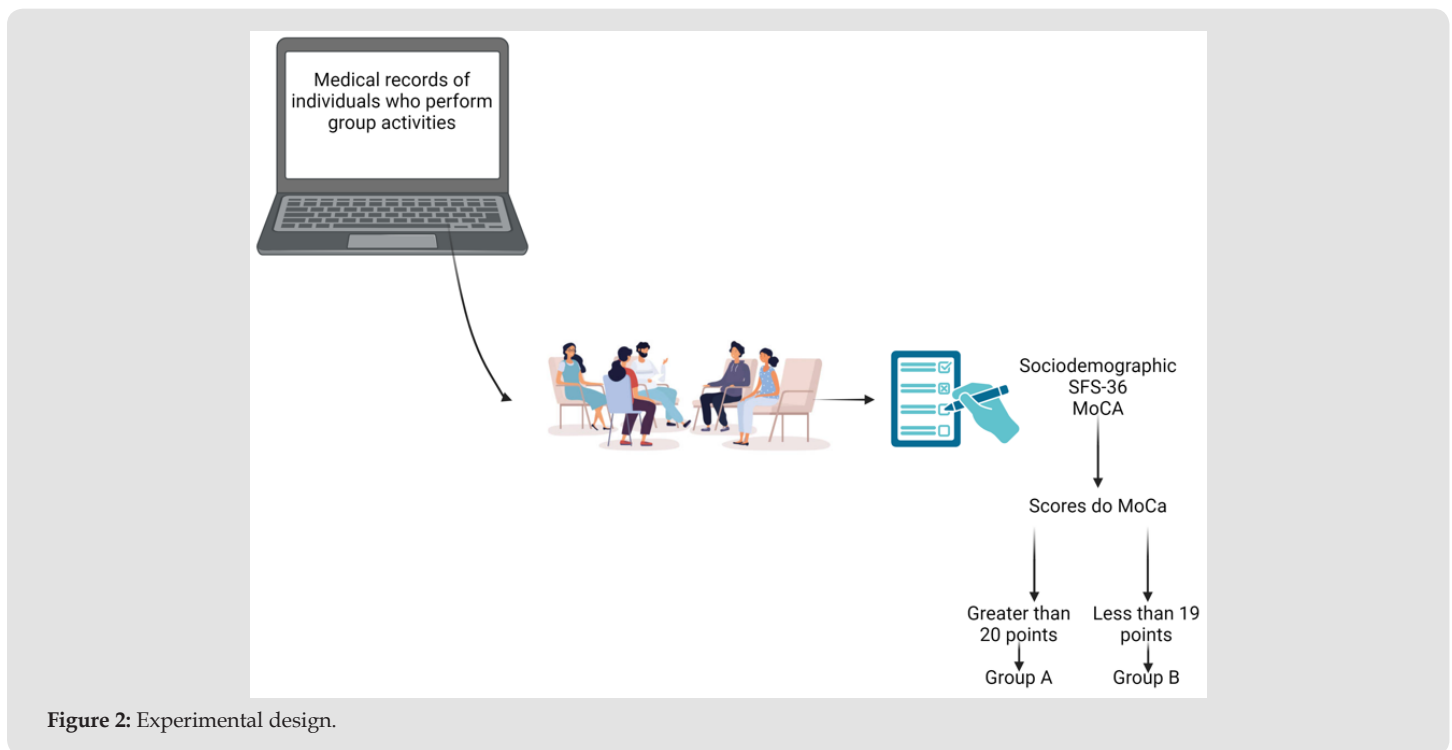 Medical records of
individuals who perform
group activities
Sociodemographic
SFS-36
MoCA
Scores do MoCa
Greater than
20 points
Less than 19
points
Group A
Group B
Figure 2: Experimental design.